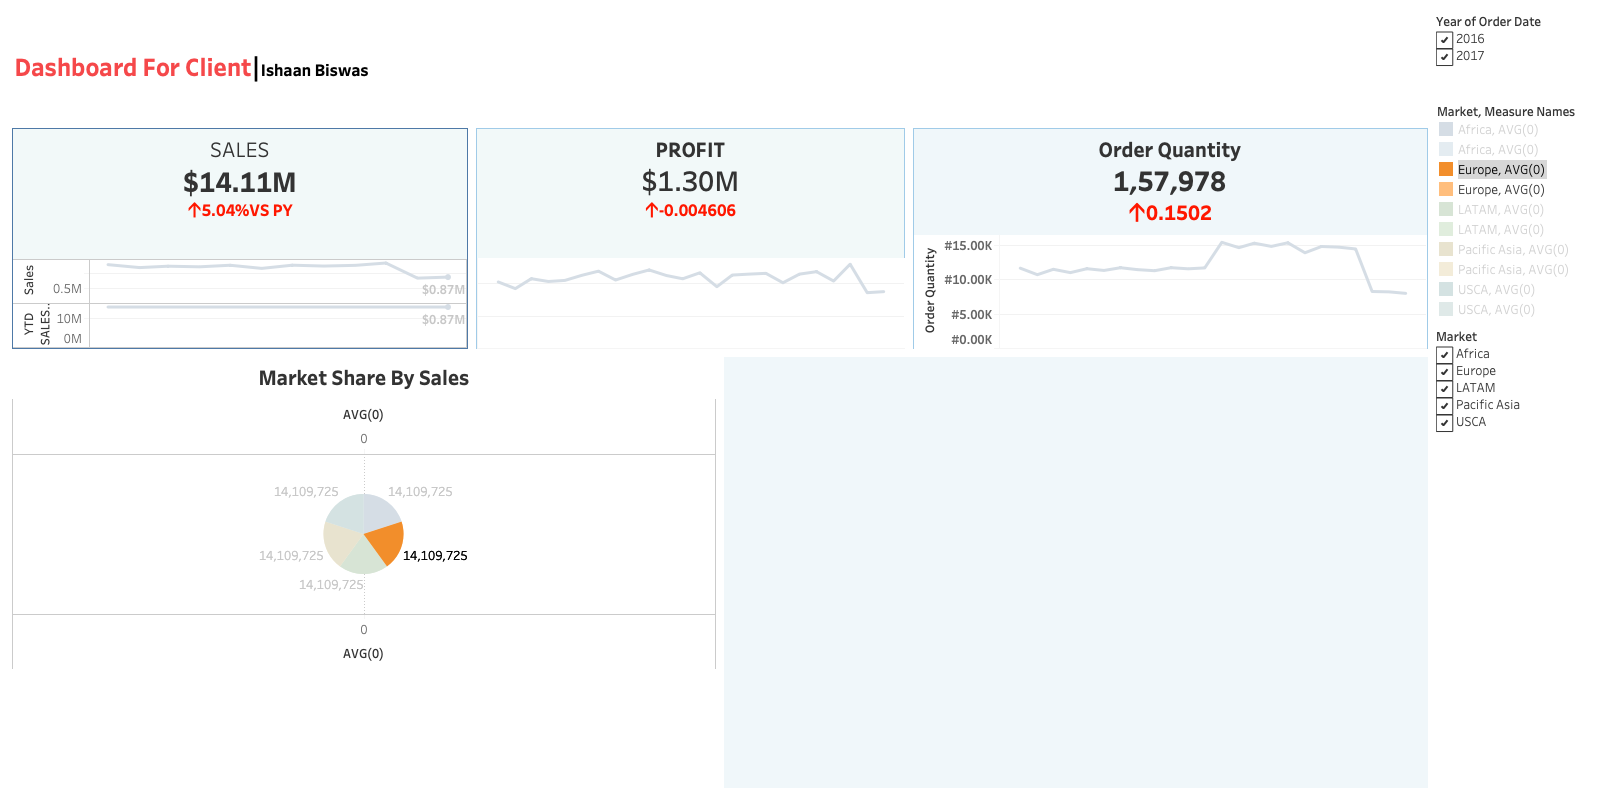 Dashboard For Client|Ishaan Biswas
Year of Order Date
2016
2017
SALES
$14.11M
↑5.04%VS PY
Sales
0.5M
$0.87M
YTD SALES..
10M
0M
$0.87M
PROFIT
$1.30M
↑-0.004606
Order Quantity
1,57,978
↑0.1502
Order Quantity
#15.00K
#10.00K
#5.00K
#0.00K
Market, Measure Names
Africa, AVG(0)
Africa, AVG(0)
Europe, AVG(0)
Europe, AVG(0)
LATAM, AVG(0)
LATAM, AVG(0)
Pacific Asia, AVG(0)
Pacific Asia, AVG(0)
USCA, AVG(0)
USCA, AVG(0)
Market
Africa
Europe
LATAM
Pacific Asia
USCA
Market Share By Sales
AVG(0)
0
14,109,725
14,109,725
14,109,725
14,109,725
14,109,725
0
AVG(0)